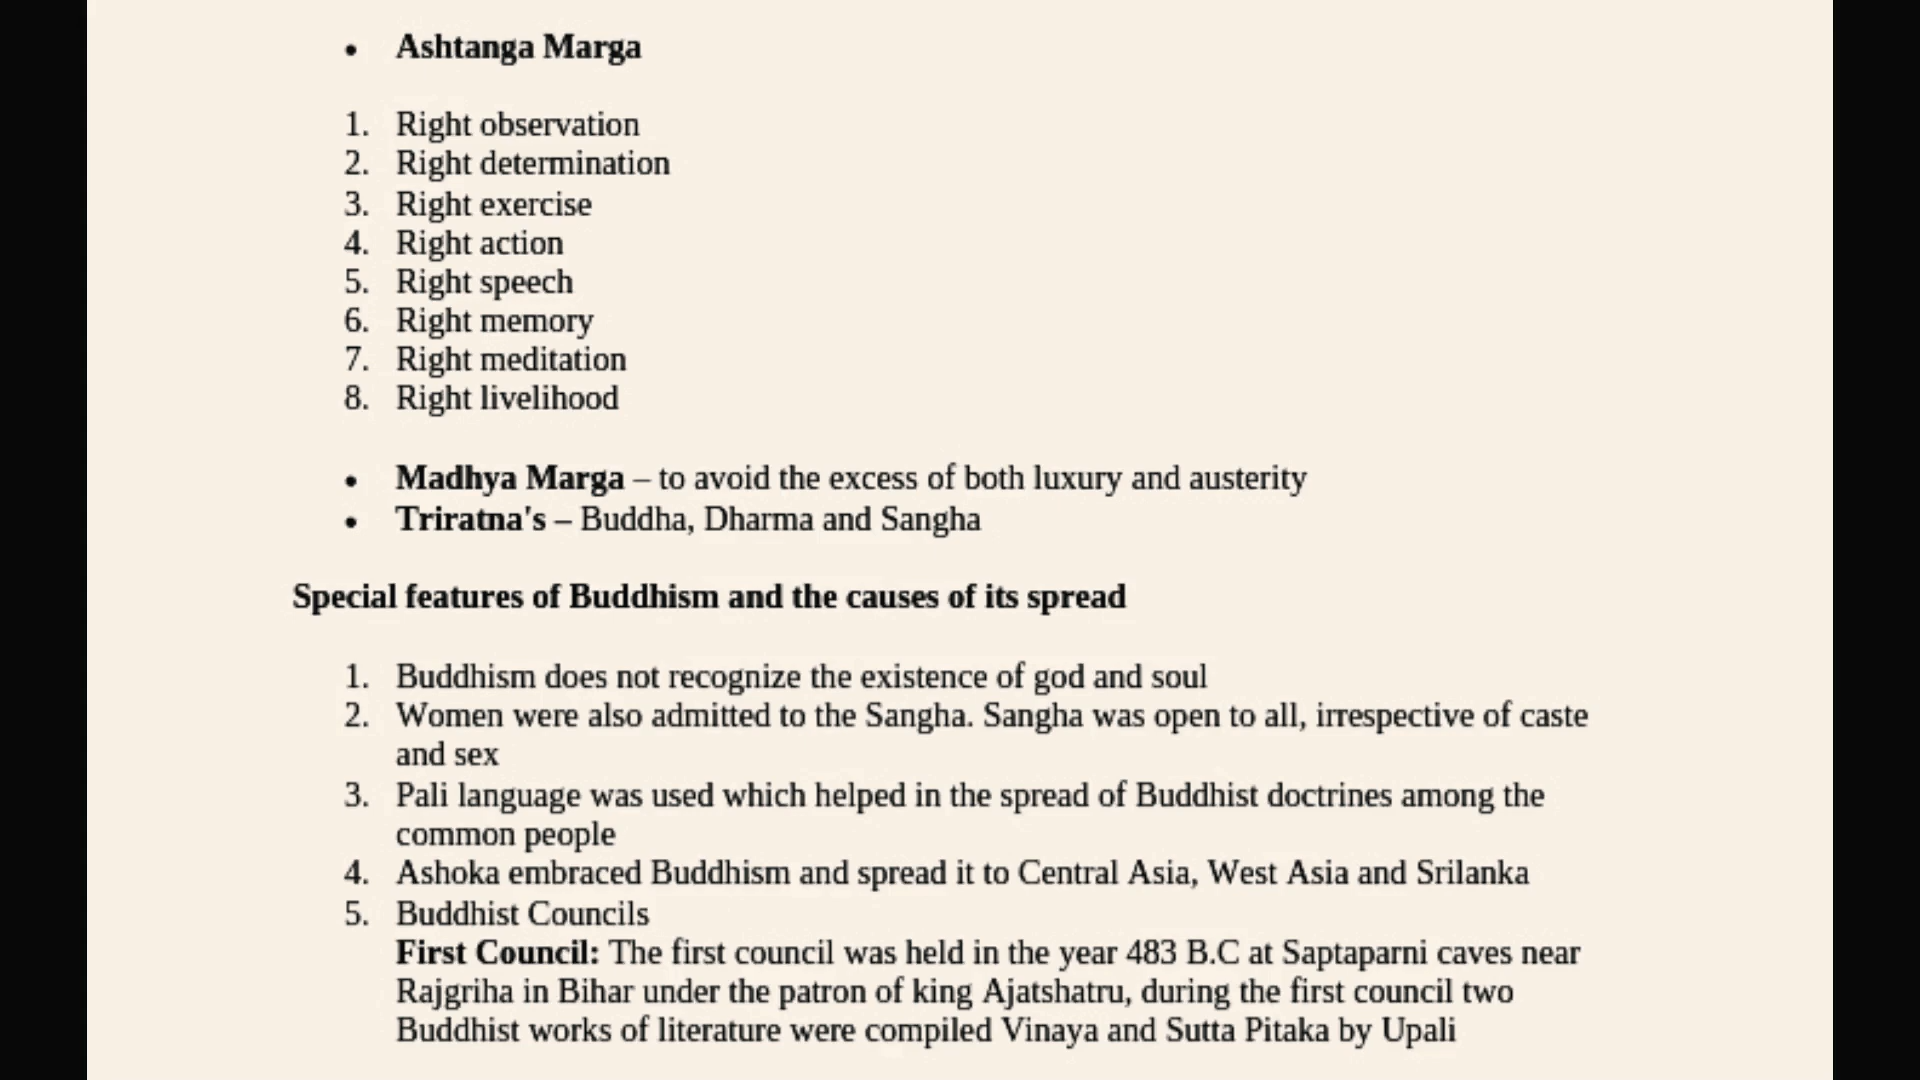 • Ashtanga Marga
1. Right observation
2. Right determination
3. Right exercise
4. Right action
5. Right speech
6. Right memory
7. Right meditation
8. Right livelihood
• Madhya Marga – to avoid the excess of both luxury and austerity
• Triratna's – Buddha, Dharma and Sangha
Special features of Buddhism and the causes of its spread
1. Buddhism does not recognize the existence of god and soul
2. Women were also admitted to the Sangha. Sangha was open to all, irrespective of caste
and sex
3. Pali language was used which helped in the spread of Buddhist doctrines among the
common people
4. Ashoka embraced Buddhism and spread it to Central Asia, West Asia and Srilanka
5. Buddhist Councils
First Council: The first council was held in the year 483 B.C at Saptaparni caves near
Rajgriha in Bihar under the patron of king Ajatshatru, during the first council two
Buddhist works of literature were compiled Vinaya and Sutta Pitaka by Upali